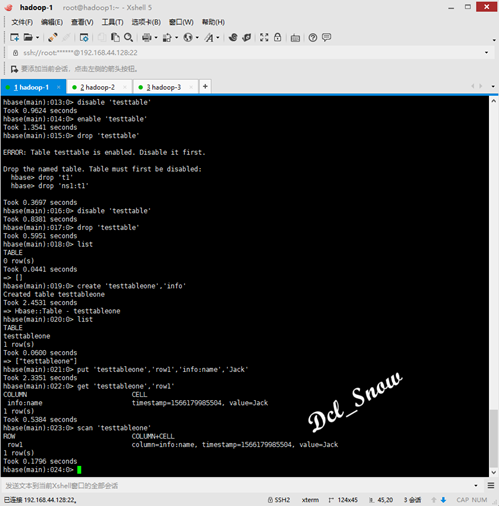 hadoop-1    root@hadoop1:~ - Xshell 5
文件(F)  编辑(E)  查看(V)  工具(T)  选项卡(B)  窗口(W)  帮助(H)
ssh://root:******@192.168.44.128:22
要添加当前会话，点击左侧的箭头按钮。
1 hadoop-1  2 hadoop-2  3 hadoop-3
hbase(main):013:0> disable 'testtable'
Took 0.9624 seconds
hbase(main):014:0> enable 'testtable'
Took 1.3541 seconds
hbase(main):015:0> drop 'testtable'
ERROR: Table testtable is enabled. Disable it first.
Drop the named table. Table must first be disabled:
  hbase> drop 't1'
  hbase> drop 'ns1:t1'
Took 0.3697 seconds
hbase(main):016:0> disable 'testtable'
Took 0.8381 seconds
hbase(main):017:0> drop 'testtable'
Took 0.5951 seconds
hbase(main):018:0> list
TABLE
0 row(s)
Took 0.0441 seconds
=> []
hbase(main):019:0> create 'testtableone','info'
Created table testtableone
Took 2.4531 seconds
=> Hbase::Table - testtableone
hbase(main):020:0> list
TABLE
testtableone
1 row(s)
Took 0.0600 seconds
=> ["testtableone"]
hbase(main):021:0> put 'testtableone','row1','info:name','Jack'
Took 2.3351 seconds
hbase(main):022:0> get 'testtableone','row1'
COLUMN  CELL
 info:name  timestamp=1566179985504, value=Jack
1 row(s)
Took 0.5384 seconds
hbase(main):023:0> scan 'testtableone'
ROW  COLUMN+CELL
 row1  column=info:name, timestamp=1566179985504, value=Jack
1 row(s)
Took 0.1796 seconds
hbase(main):024:0>
Dcl_Snow
发送文本到当前Xshell窗口的全部会话
已连接 192.168.44.128:22。  SSH2  xterm  124x45  45,20  3 会话  CAP  NUM